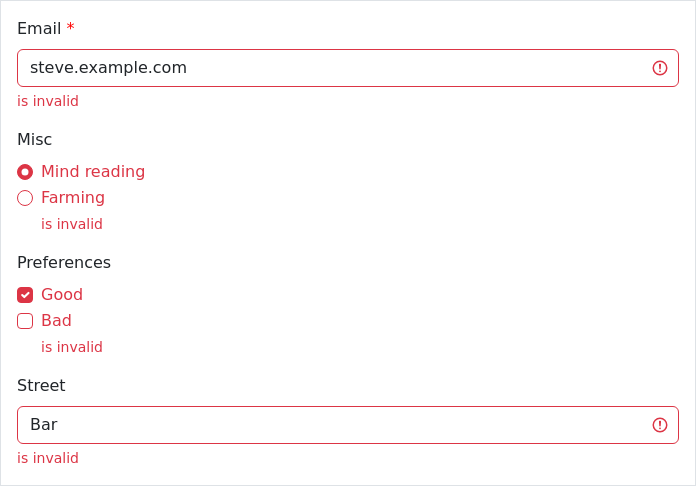 Email *
steve.example.com
is invalid
Misc
Mind reading
Farming
is invalid
Preferences
Good
Bad
is invalid
Street
Bar
is invalid